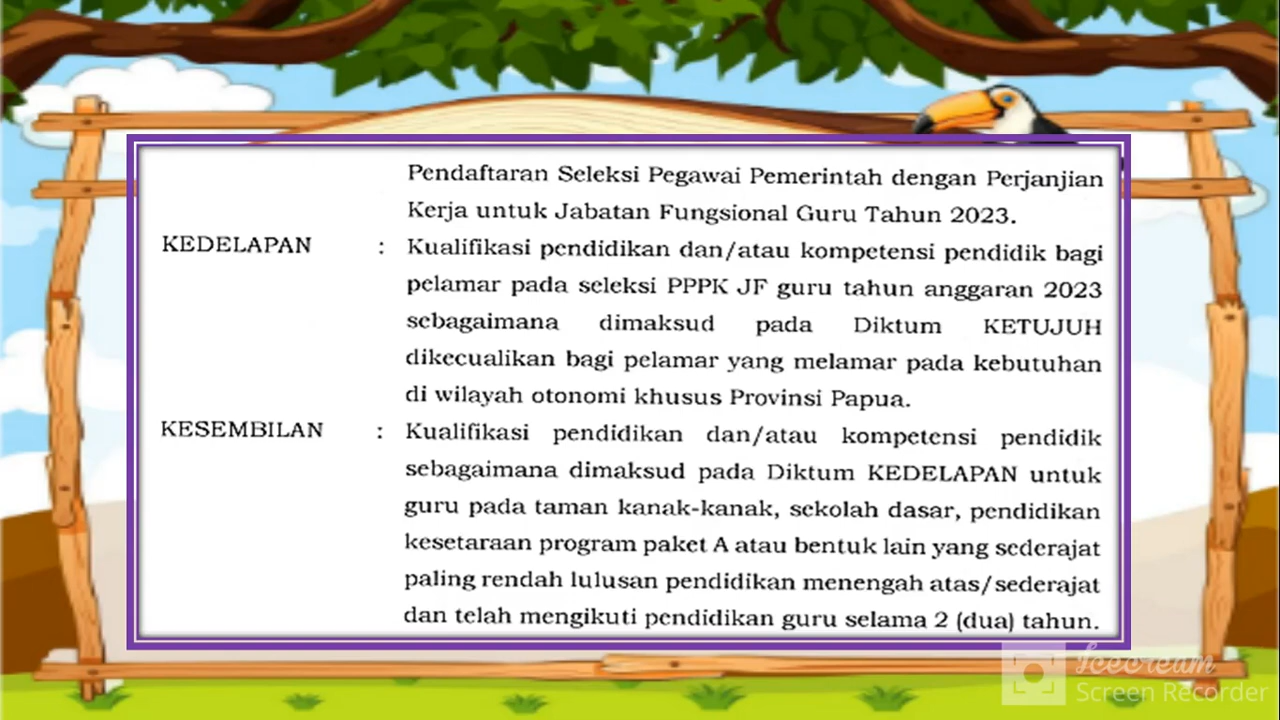 Pendaftaran Seleksi Pegawai Pemerintah dengan Perjanjian
Kerja untuk Jabatan Fungsional Guru Tahun 2023.
KEDELAPAN : Kualifikasi pendidikan dan/atau kompetensi pendidik bagi
pelamar pada seleksi PPPK JF guru tahun anggaran 2023
sebagaimana dimaksud pada Diktum KETUJUH
dikecualikan bagi pelamar yang melamar pada kebutuhan
di wilayah otonomi khusus Provinsi Papua.
KESEMBILAN : Kualifikasi pendidikan dan/atau kompetensi pendidik
sebagaimana dimaksud pada Diktum KEDELAPAN untuk
guru pada taman kanak-kanak, sekolah dasar, pendidikan
kesetaraan program paket A atau bentuk lain yang sederajat
paling rendah lulusan pendidikan menengah atas/sederajat
dan telah mengikuti pendidikan guru selama 2 (dua) tahun.
Icecream
Screen Recorder